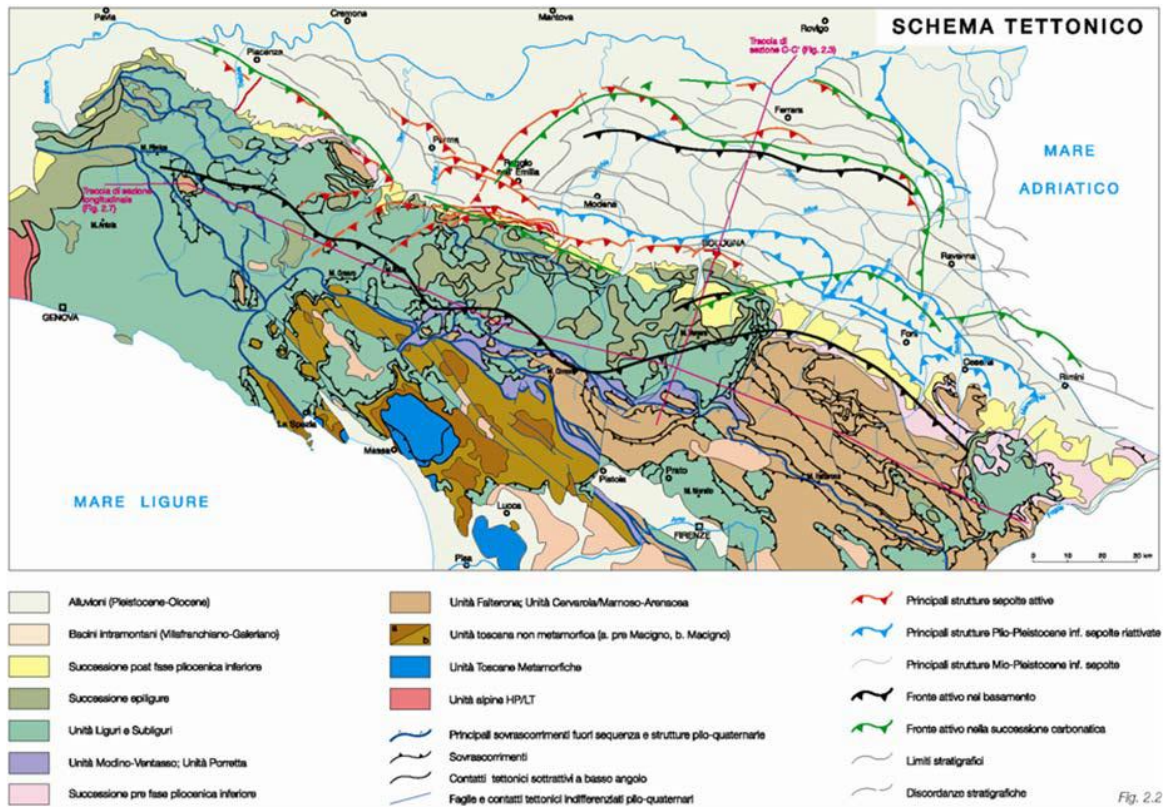 SCHEMA TETTONICO
Pavia
Cremona
Mantova
Rovigo
Piacenza
Po
Traccia di
sezione C-C' (Fig. 2.3)
Ferrara
Parma
Reggio
nell' Emilia
Modena
MARE
ADRIATICO
Traccia di sezione
longitudinale
(Fig. 2.7)
BOLOGNA
Ravenna
GENOVA
Forlì
Cesena
Rimini
La Spezia
Massa
Pistoia
Prato
Lucca
FIRENZE
Pisa
Arno
MARE LIGURE
0 10 20 30 km
Alluvioni (Pleistocene-Olocene)
Bacini intramontani (Villafranchiano-Galeriano)
Successione post fase pliocenica inferiore
Successione epiligure
Unità Liguri e Subliguri
Unità Modino-Ventasso; Unità Porretta
Successione pre fase pliocenica inferiore
Unità Falterona; Unità Cervarola/Marnoso-Arenacea
a
b
Unità toscana non metamorfica (a. pre Macigno, b. Macigno)
Unità Toscane Metamorfiche
Unità alpine HP/LT
Principali sovrascorrimenti fuori sequenza e strutture plio-quaternarie
Sovrascorrimenti
Contatti tettonici sottrattivi a basso angolo
Faglie e contatti tettonici indifferenziati plio-quaternari
Principali strutture sepolte attive
Principali strutture Plio-Pleistocene inf. sepolte riattivate
Principali strutture Mio-Pleistocene inf. sepolte
Fronte attivo nel basamento
Fronte attivo nella successione carbonatica
Limiti stratigrafici
Discordanze stratigrafiche
Fig. 2.2